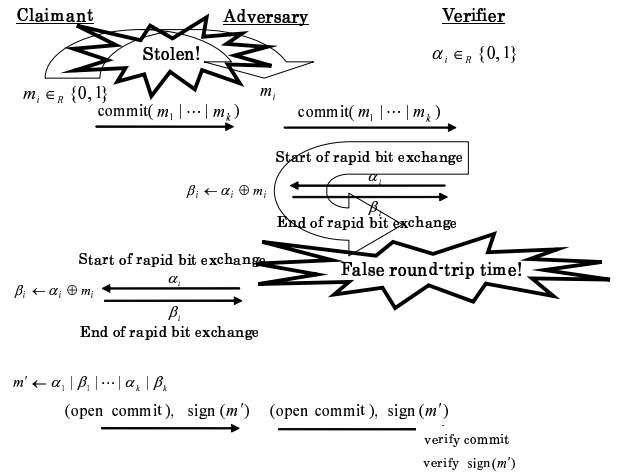 Claimant Adversary Verifier
Stolen!
α_i ∈_R {0,1}
m_i ∈_R {0,1} m_i
commit( m_1 | ⋯ | m_k ) commit( m_1 | ⋯ | m_k )
Start of rapid bit exchange
α_i
β_i ← α_i ⊕ m_i
β_i
End of rapid bit exchange
Start of rapid bit exchange
False round-trip time!
α_i
β_i ← α_i ⊕ m_i
β_i
End of rapid bit exchange
m′ ← α_1 | β_1 | ⋯ | α_k | β_k
(open commit), sign(m′) (open commit), sign(m′)
verify commit
verify sign(m′)